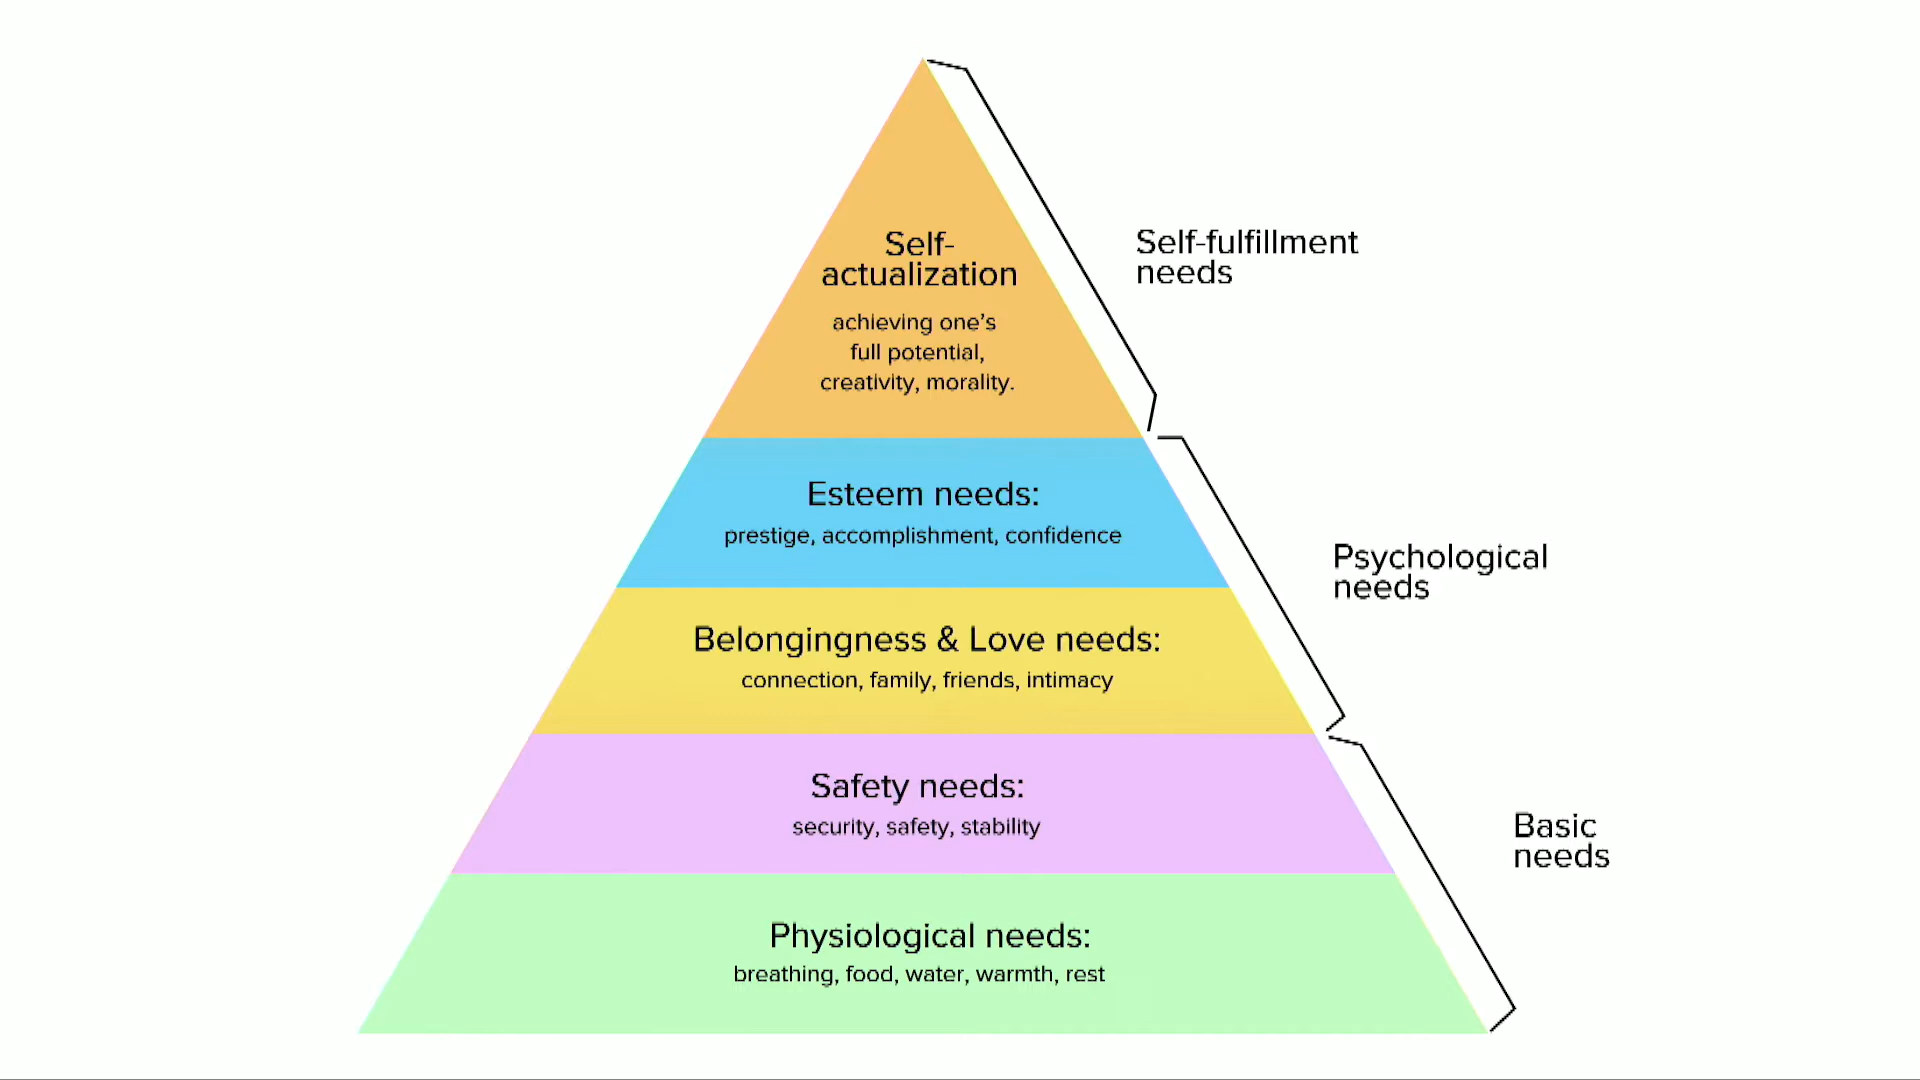 Self-
actualization
achieving one's
full potential,
creativity, morality.
Self-fulfillment
needs
Esteem needs:
prestige, accomplishment, confidence
Psychological
needs
Belongingness & Love needs:
connection, family, friends, intimacy
Safety needs:
security, safety, stability
Basic
needs
Physiological needs:
breathing, food, water, warmth, rest